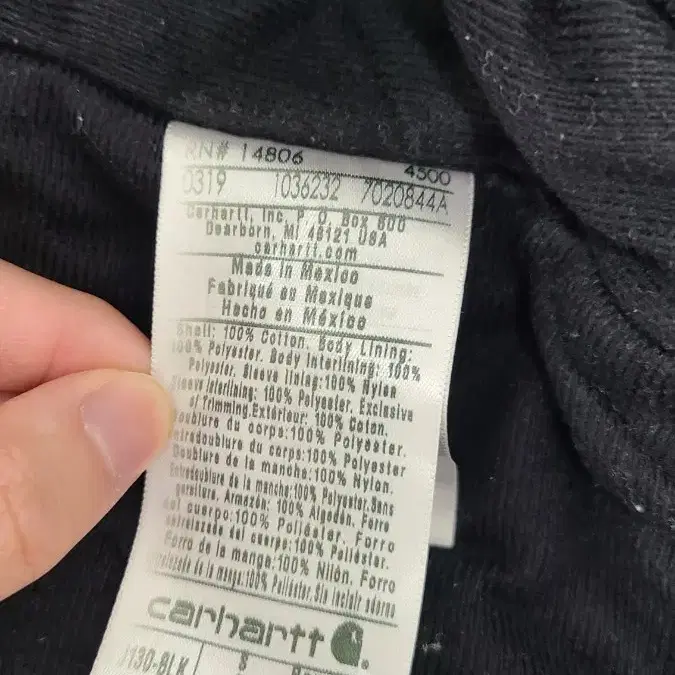 RN# 14806 4500
0319 1036232 7020844A
Carhartt, Inc. P. O. Box 600
Dearborn, MI 48121 USA
carhartt.com
Made in Mexico
Fabriqué au Mexique
Hecho en México
Shell: 100% Cotton. Body Lining:
100% Polyester. Body Interlining: 100%
Polyester. Sleeve lining:100% Nylon
Sleeve Interlining: 100% Polyester. Exclusive
of Trimming.Extérieur: 100% Coton.
Doublure du corps:100% Polyester.
Entredoublure du corps:100% Polyester
Doublure de la manche:100% Nylon.
Entredoublure de la manche:100% Polyester.Sans
garniture. Armazón: 100% Algodón. Forro
del cuerpo:100% Poliéster. Forro
entrelazado del cuerpo:100% Poliéster.
Forro de la manga:100% Nilón. Forro
entrelazado de la manga:100% Poliéster. Sin incluir adorno
carhartt
J130-BLK S